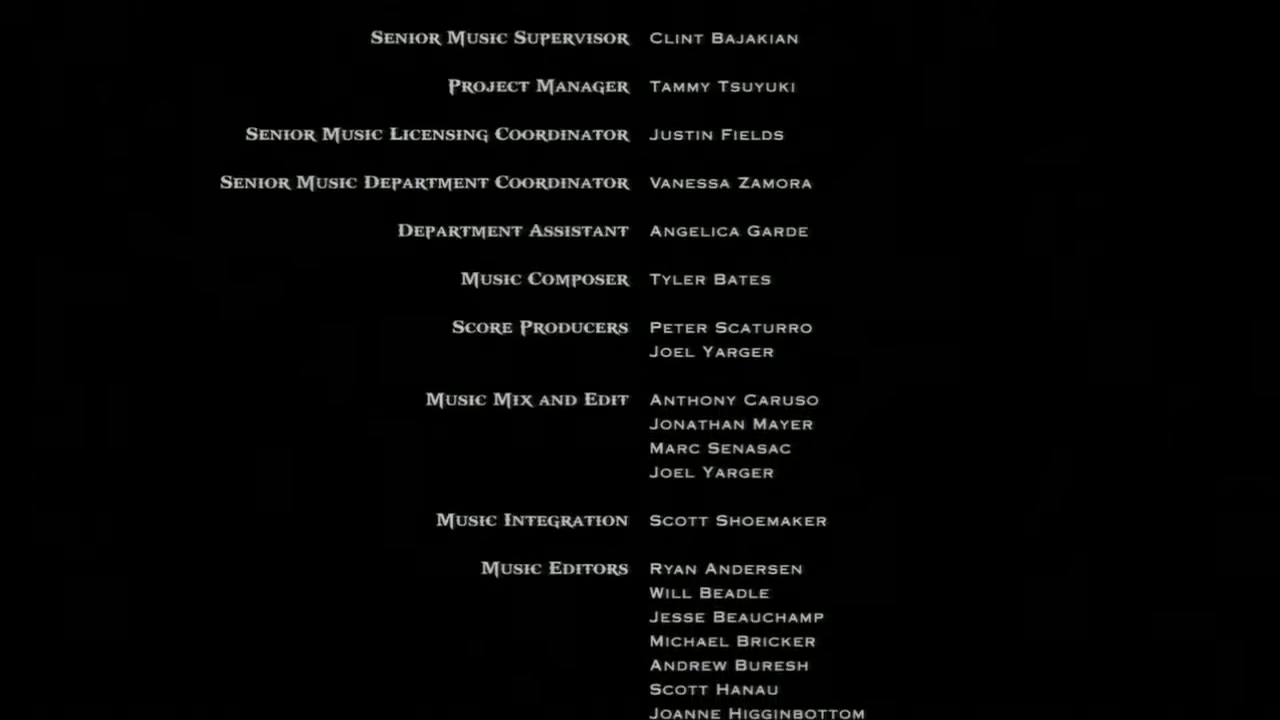 Senior Music Supervisor Clint Bajakian
Project Manager Tammy Tsuyuki
Senior Music Licensing Coordinator Justin Fields
Senior Music Department Coordinator Vanessa Zamora
Department Assistant Angelica Garde
Music Composer Tyler Bates
Score Producers Peter Scaturro
Joel Yarger
Music Mix and Edit Anthony Caruso
Jonathan Mayer
Marc Senasac
Joel Yarger
Music Integration Scott Shoemaker
Music Editors Ryan Andersen
Will Beadle
Jesse Beauchamp
Michael Bricker
Andrew Buresh
Scott Hanau
Joanne Higginbottom